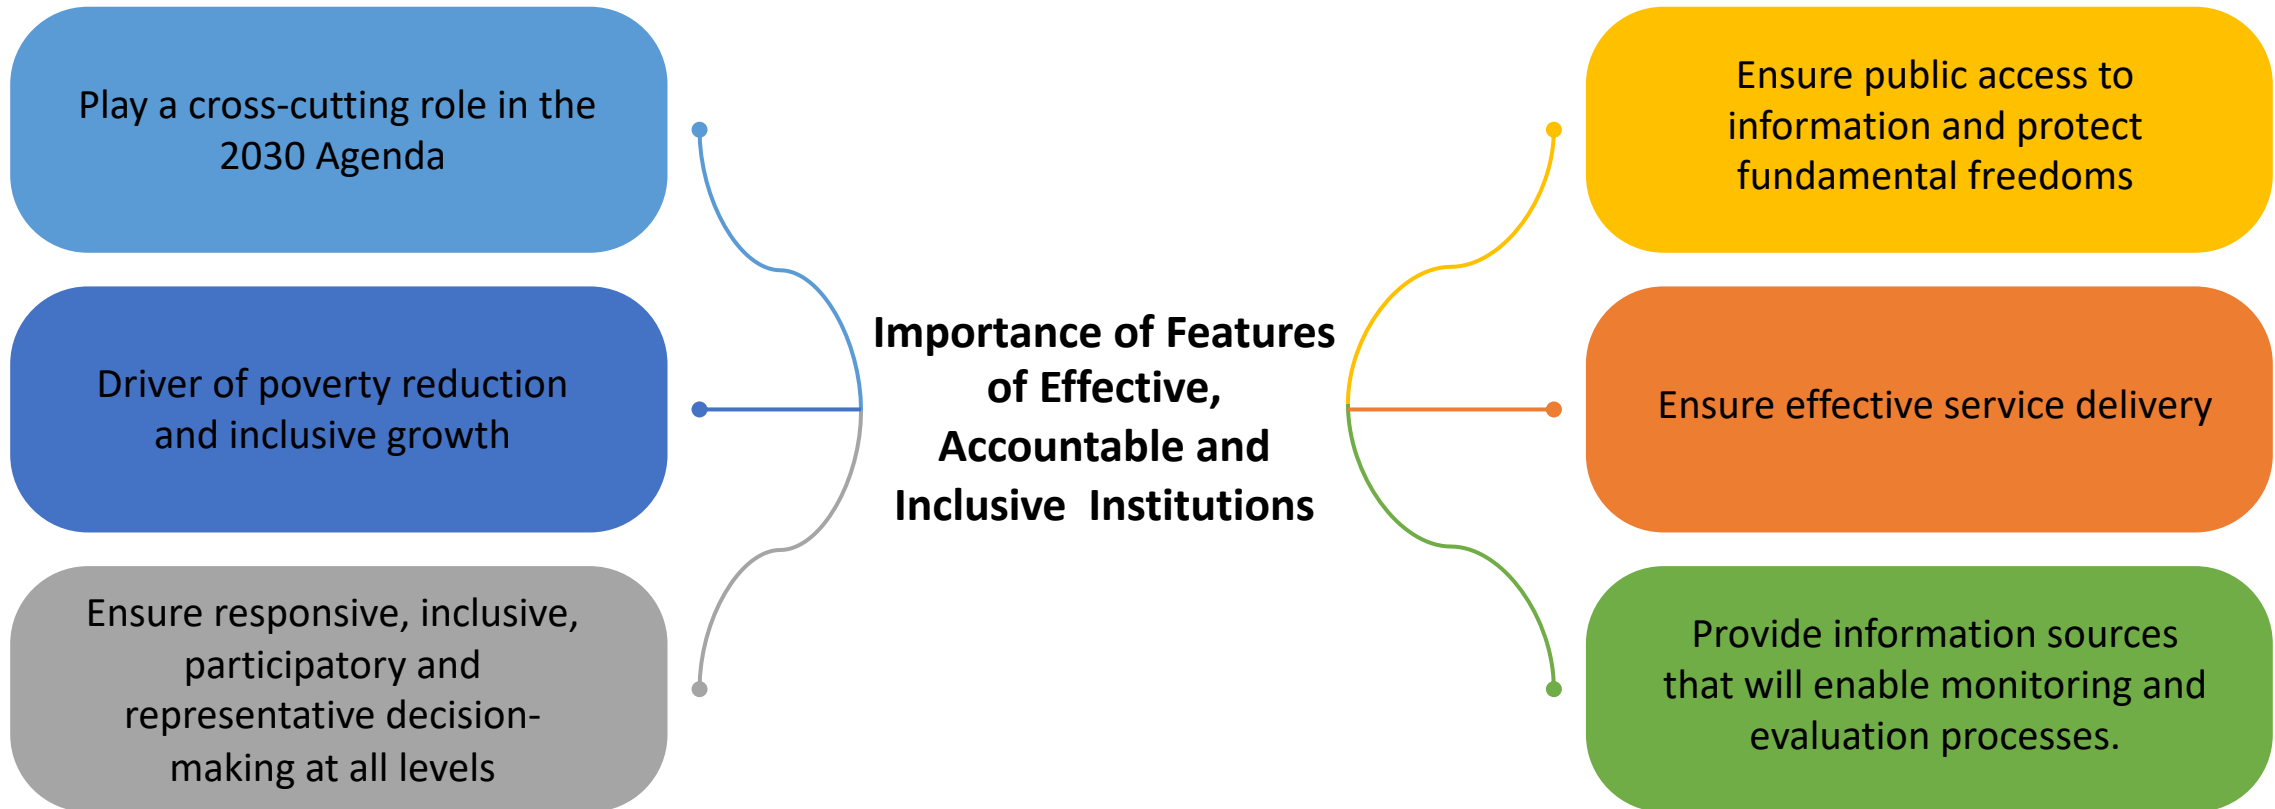 Play a cross-cutting role in the
2030 Agenda
Driver of poverty reduction
and inclusive growth
Ensure responsive, inclusive,
participatory and
representative decision-
making at all levels
Importance of Features
of Effective,
Accountable and
Inclusive  Institutions
Ensure public access to
information and protect
fundamental freedoms
Ensure effective service delivery
Provide information sources
that will enable monitoring and
evaluation processes.